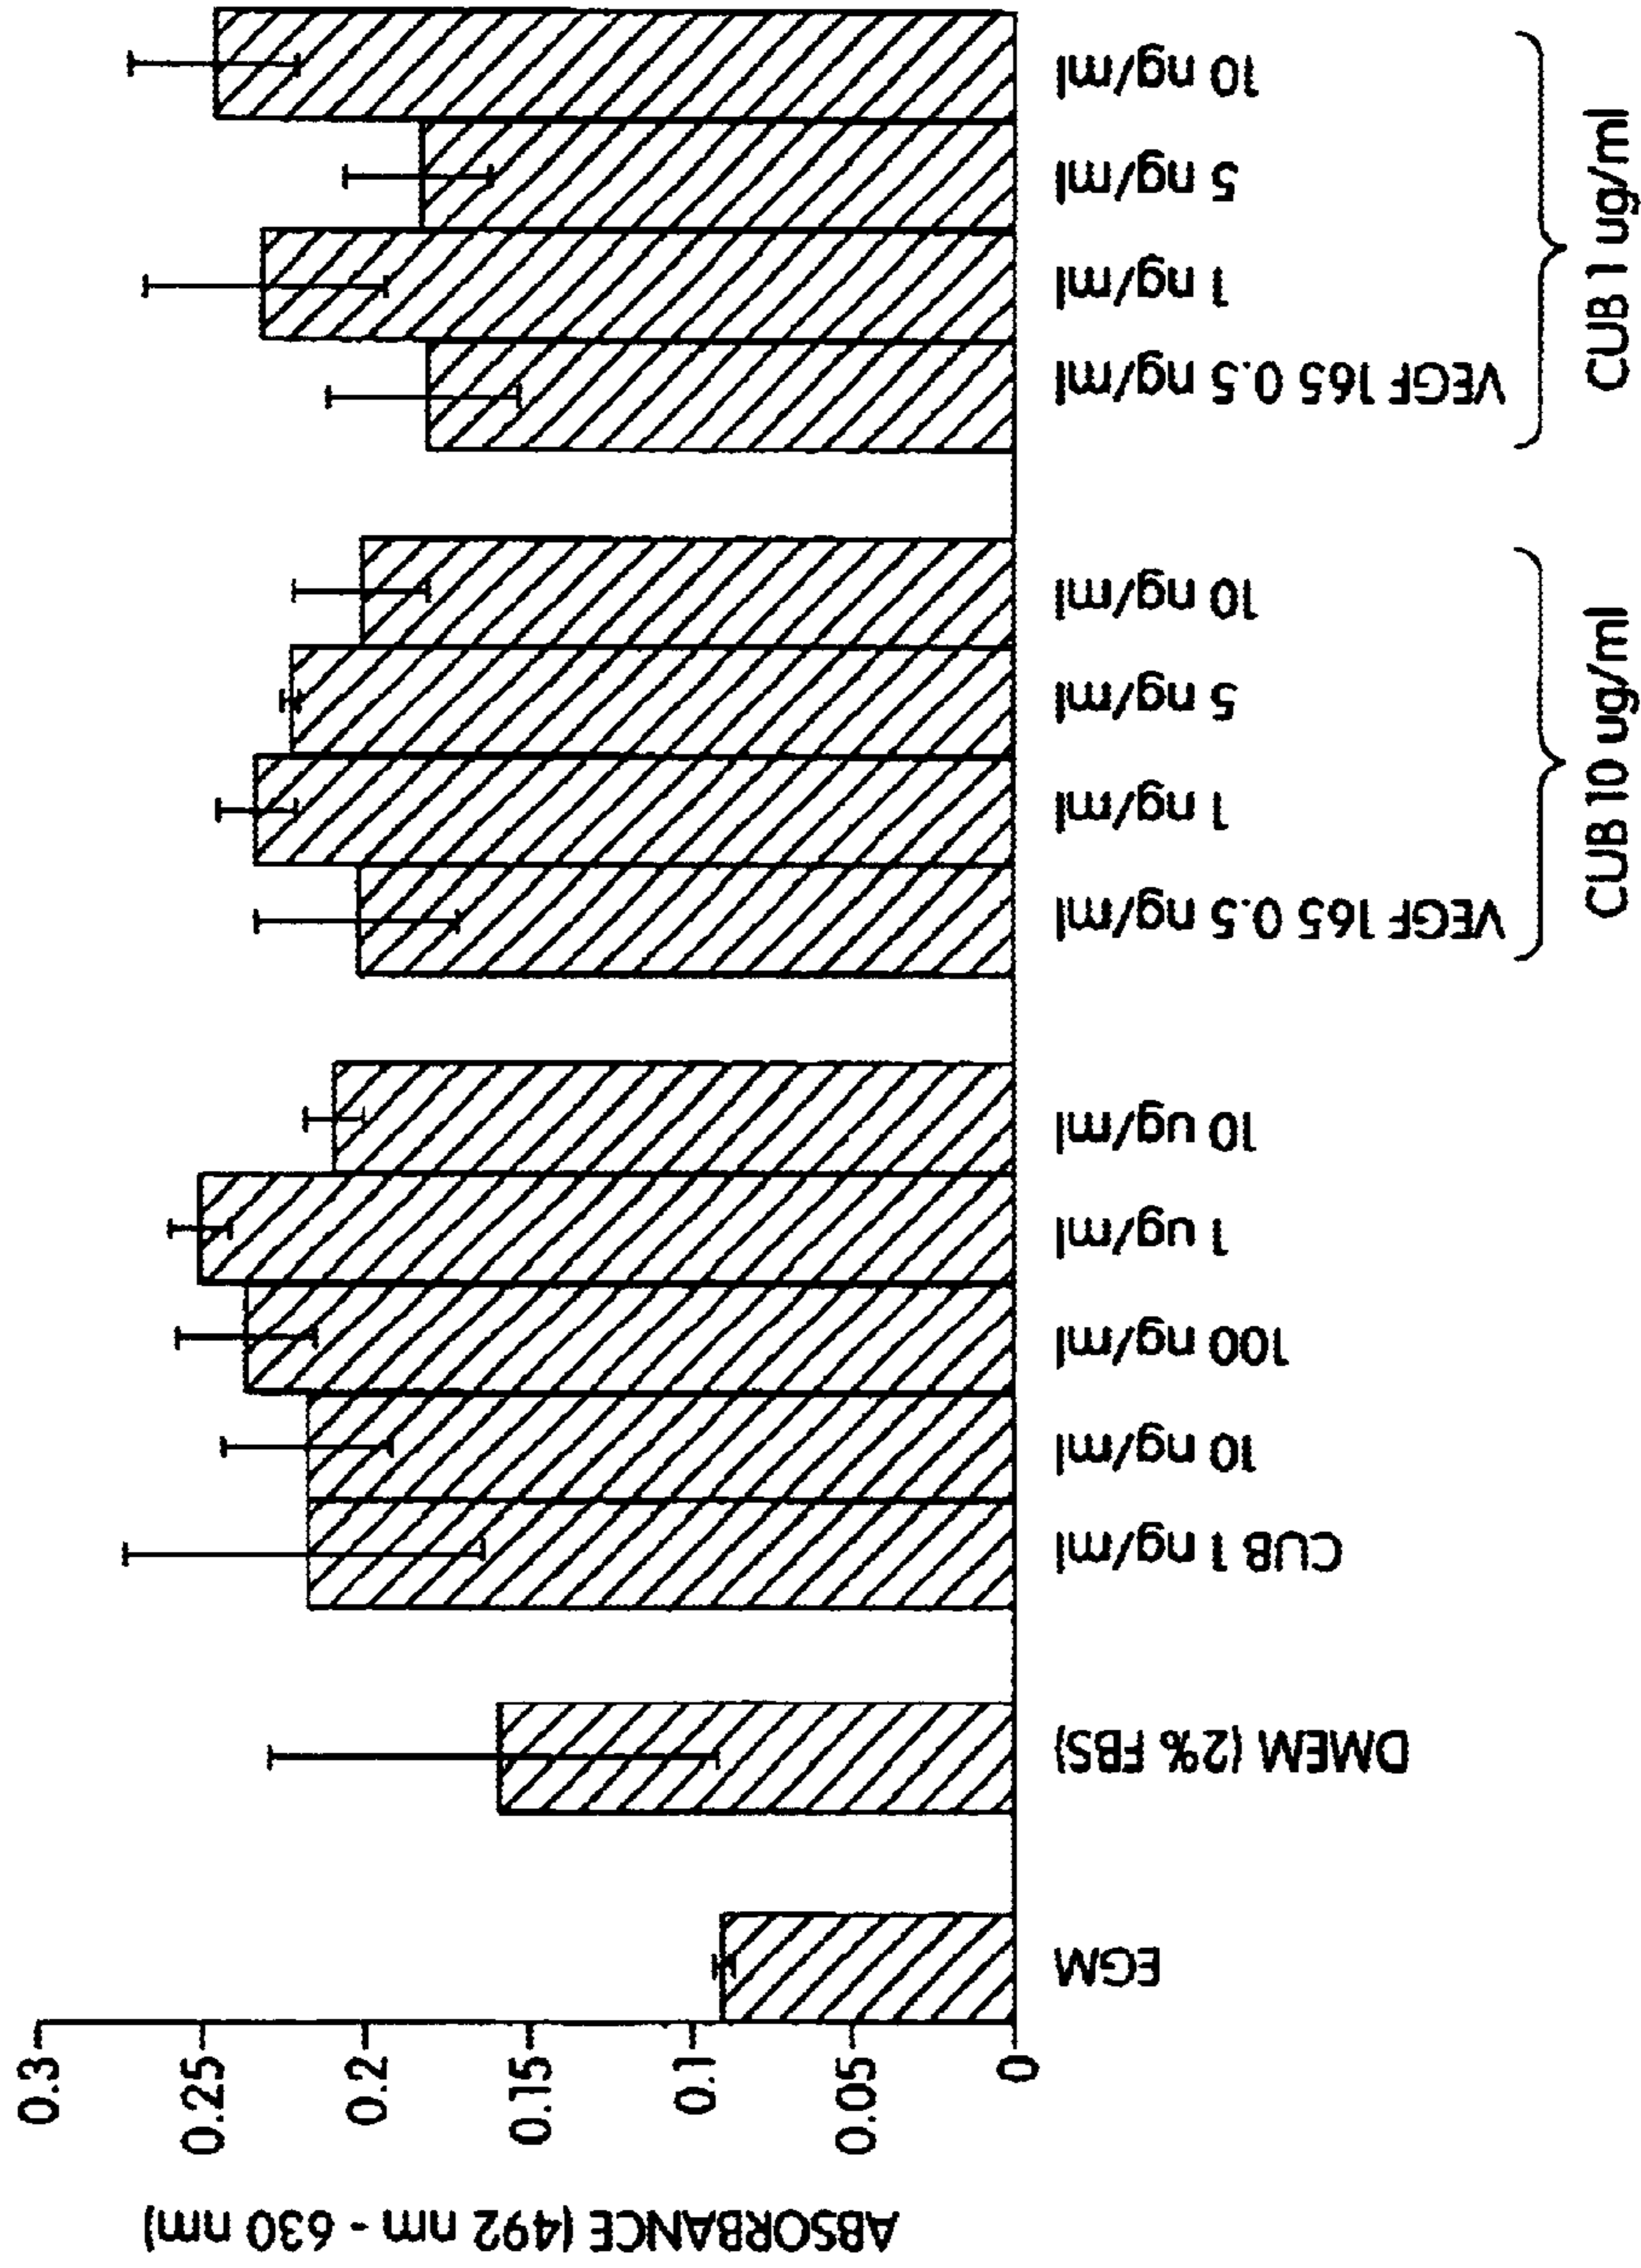 ABSORBANCE (492 nm - 630 nm)
0.3
0.25
0.2
0.15
0.1
0.05
0
EGM
DMEM (2% FBS)
CUB 1 ng/ml
10 ng/ml
100 ng/ml
1 ug/ml
10 ug/ml
VEGF 165 0.5 ng/ml
1 ng/ml
5 ng/ml
10 ng/ml
CUB 10 ug/ml
VEGF 165 0.5 ng/ml
1 ng/ml
5 ng/ml
10 ng/ml
CUB 1 ug/ml